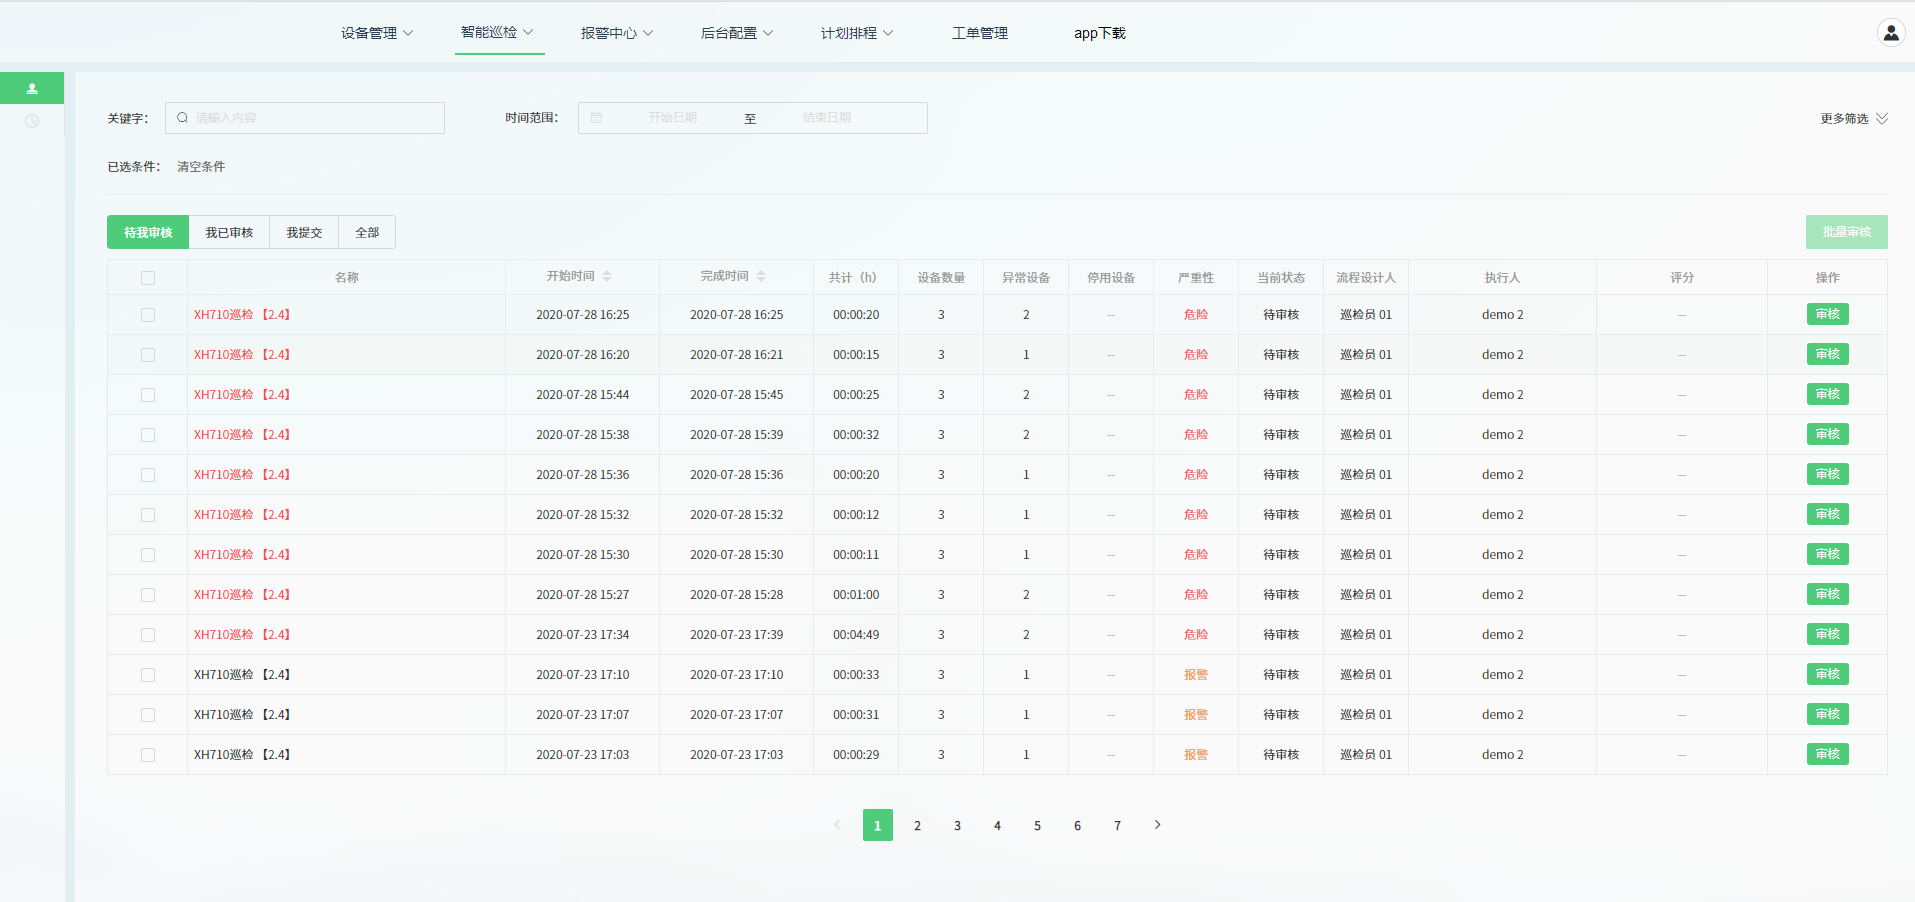 设备管理 智能巡检 报警中心 后台配置 计划排程 工单管理 app下载
关键字： 请输入内容 时间范围： 开始日期 至 结束日期 更多筛选
已选条件： 清空条件
待我审核 我已审核 我提交 全部 批量审核
名称 开始时间 完成时间 共计（h） 设备数量 异常设备 停用设备 严重性 当前状态 流程设计人 执行人 评分 操作
XH710巡检 【2.4】 2020-07-28 16:25 2020-07-28 16:25 00:00:20 3 2 -- 危险 待审核 巡检员 01 demo 2 -- 审核
XH710巡检 【2.4】 2020-07-28 16:20 2020-07-28 16:21 00:00:15 3 1 -- 危险 待审核 巡检员 01 demo 2 -- 审核
XH710巡检 【2.4】 2020-07-28 15:44 2020-07-28 15:45 00:00:25 3 2 -- 危险 待审核 巡检员 01 demo 2 -- 审核
XH710巡检 【2.4】 2020-07-28 15:38 2020-07-28 15:39 00:00:32 3 2 -- 危险 待审核 巡检员 01 demo 2 -- 审核
XH710巡检 【2.4】 2020-07-28 15:36 2020-07-28 15:36 00:00:20 3 1 -- 危险 待审核 巡检员 01 demo 2 -- 审核
XH710巡检 【2.4】 2020-07-28 15:32 2020-07-28 15:32 00:00:12 3 1 -- 危险 待审核 巡检员 01 demo 2 -- 审核
XH710巡检 【2.4】 2020-07-28 15:30 2020-07-28 15:30 00:00:11 3 1 -- 危险 待审核 巡检员 01 demo 2 -- 审核
XH710巡检 【2.4】 2020-07-28 15:27 2020-07-28 15:28 00:01:00 3 2 -- 危险 待审核 巡检员 01 demo 2 -- 审核
XH710巡检 【2.4】 2020-07-23 17:34 2020-07-23 17:39 00:04:49 3 2 -- 危险 待审核 巡检员 01 demo 2 -- 审核
XH710巡检 【2.4】 2020-07-23 17:10 2020-07-23 17:10 00:00:33 3 1 -- 报警 待审核 巡检员 01 demo 2 -- 审核
XH710巡检 【2.4】 2020-07-23 17:07 2020-07-23 17:07 00:00:31 3 1 -- 报警 待审核 巡检员 01 demo 2 -- 审核
XH710巡检 【2.4】 2020-07-23 17:03 2020-07-23 17:03 00:00:29 3 1 -- 报警 待审核 巡检员 01 demo 2 -- 审核
1 2 3 4 5 6 7